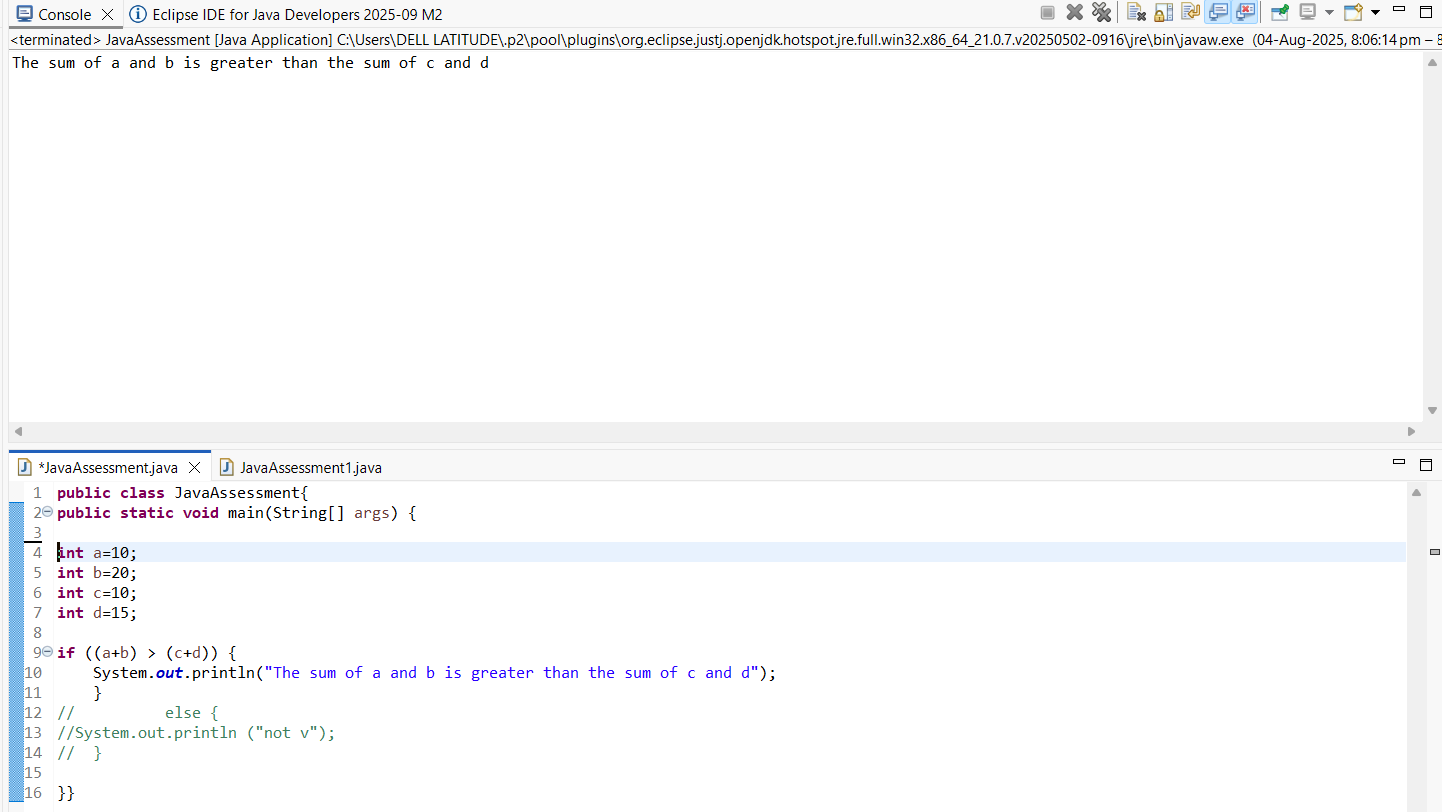 Console Eclipse IDE for Java Developers 2025-09 M2
<terminated> JavaAssessment [Java Application] C:\Users\DELL LATITUDE\.p2\pool\plugins\org.eclipse.justj.openjdk.hotspot.jre.full.win32.x86_64_21.0.7.v20250502-0916\jre\bin\javaw.exe (04-Aug-2025, 8:06:14 pm – 8
The sum of a and b is greater than the sum of c and d
*JavaAssessment.java JavaAssessment1.java
1 public class JavaAssessment{
2 public static void main(String[] args) {
3
4 int a=10;
5 int b=20;
6 int c=10;
7 int d=15;
8
9 if ((a+b) > (c+d)) {
10     System.out.println("The sum of a and b is greater than the sum of c and d");
11     }
12 //          else {
13 //System.out.println ("not v");
14 //  }
15
16 }}